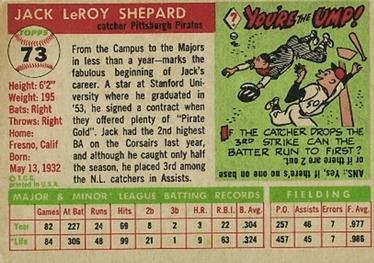 JACK LEROY SHEPARD
catcher Pittsburgh Pirates
TOPPS
73
Height: 6'2"
Weight: 195
Bats: Right
Throws: Right
Home:
Fresno, Calif
Born:
May 13, 1932
© T.C.G.
PRINTED IN U.S.A.
From the Campus to the Majors
in less than a year—marks the
fabulous beginning of Jack's
career. A star at Stanford Univer-
sity where he graduated in
'53, he signed a contract when
they offered plenty of "Pirate
Gold". Jack had the 2nd highest
BA on the Corsairs last year,
and although he caught only half
the season, he placed 3rd among
the N.L. catchers in Assists.
?
YOU'RE THE UMP!
IF THE CATCHER DROPS THE
3RD STRIKE CAN THE
BATTER RUN TO FIRST?
ANS.: Yes, if no one on base
or if there are 2 out.
MAJOR & MINOR LEAGUE BATTING RECORDS
FIELDING
Games At Bat Runs Hits 2b 3b H.R. R.B.I. B. Avg. P.O. Assists Errors F. Avg.
Year 82 227 24 69 8 2 3 22 .304 257 46 7 .977
*Life 84 308 48 99 21 1 9 63 .324 457 45 7 .986